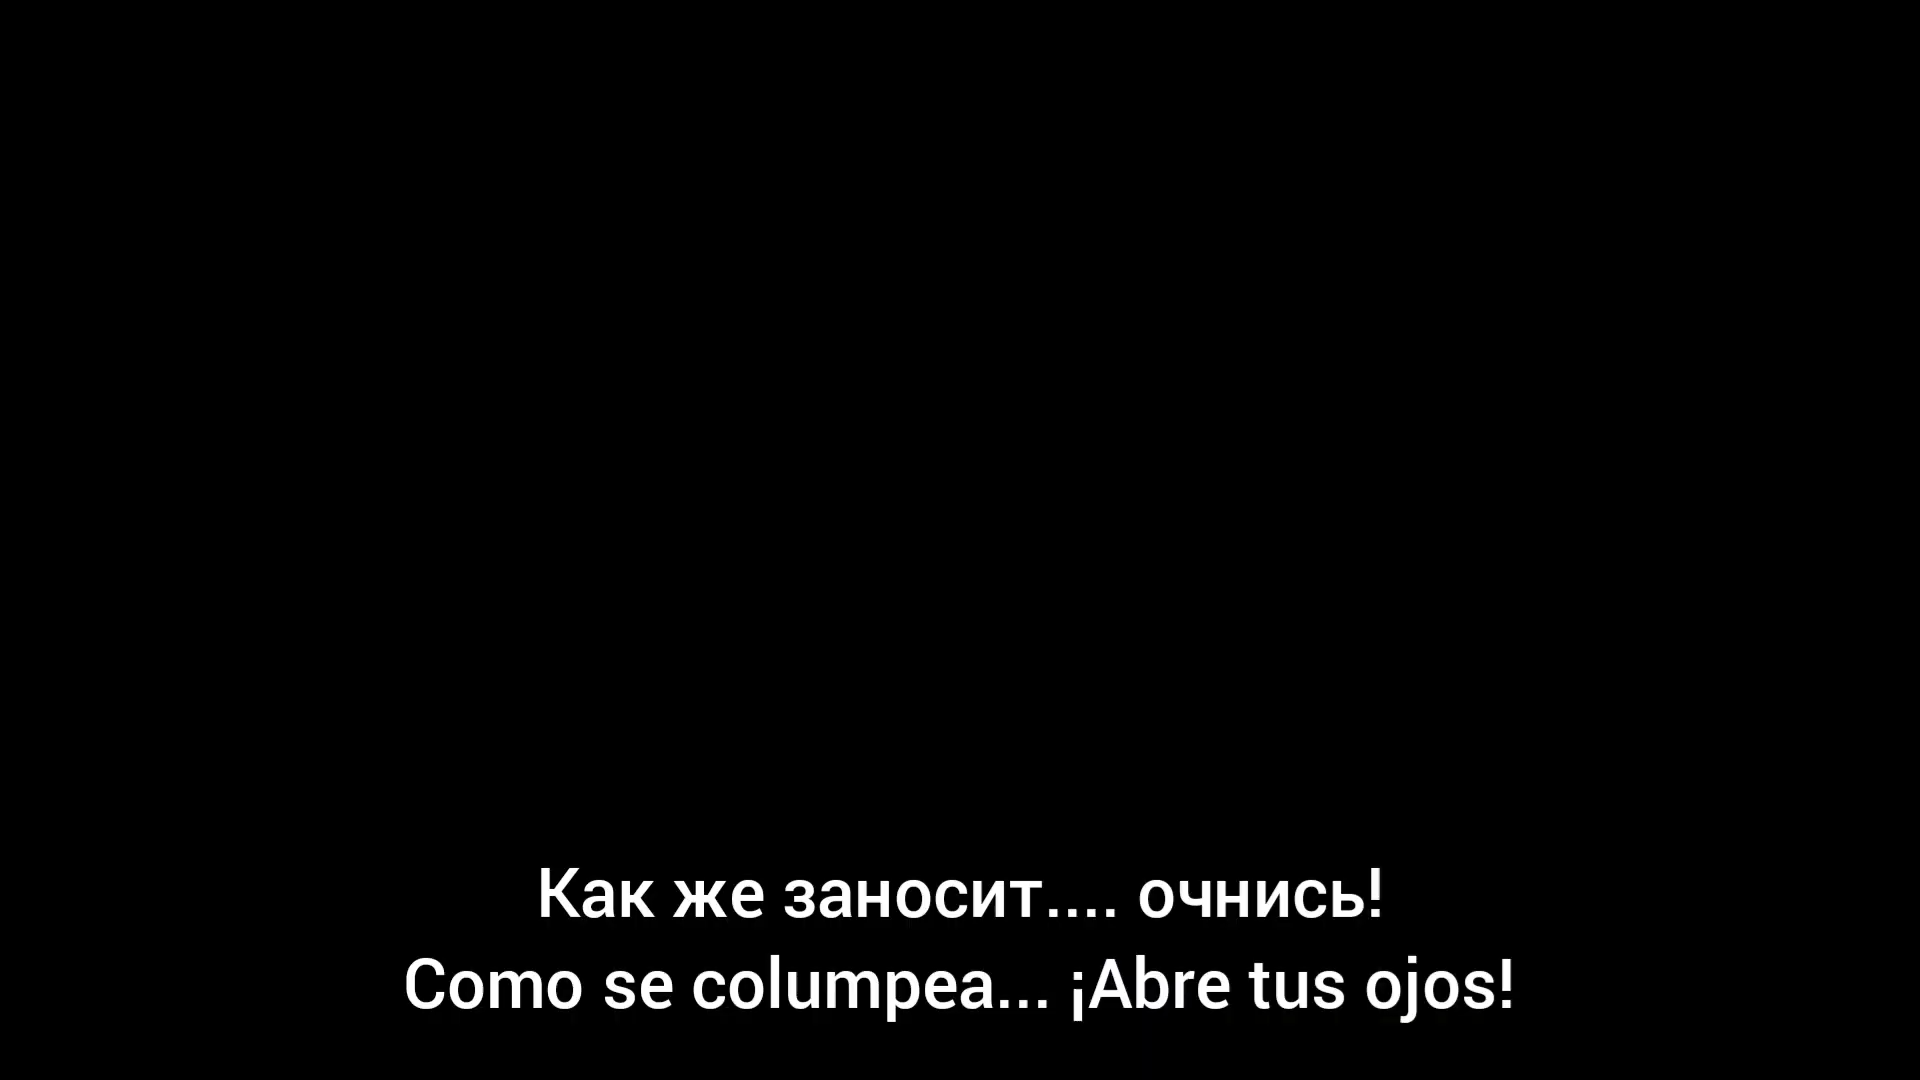 Как же заносит.... очнись!
Como se columpea... ¡Abre tus ojos!